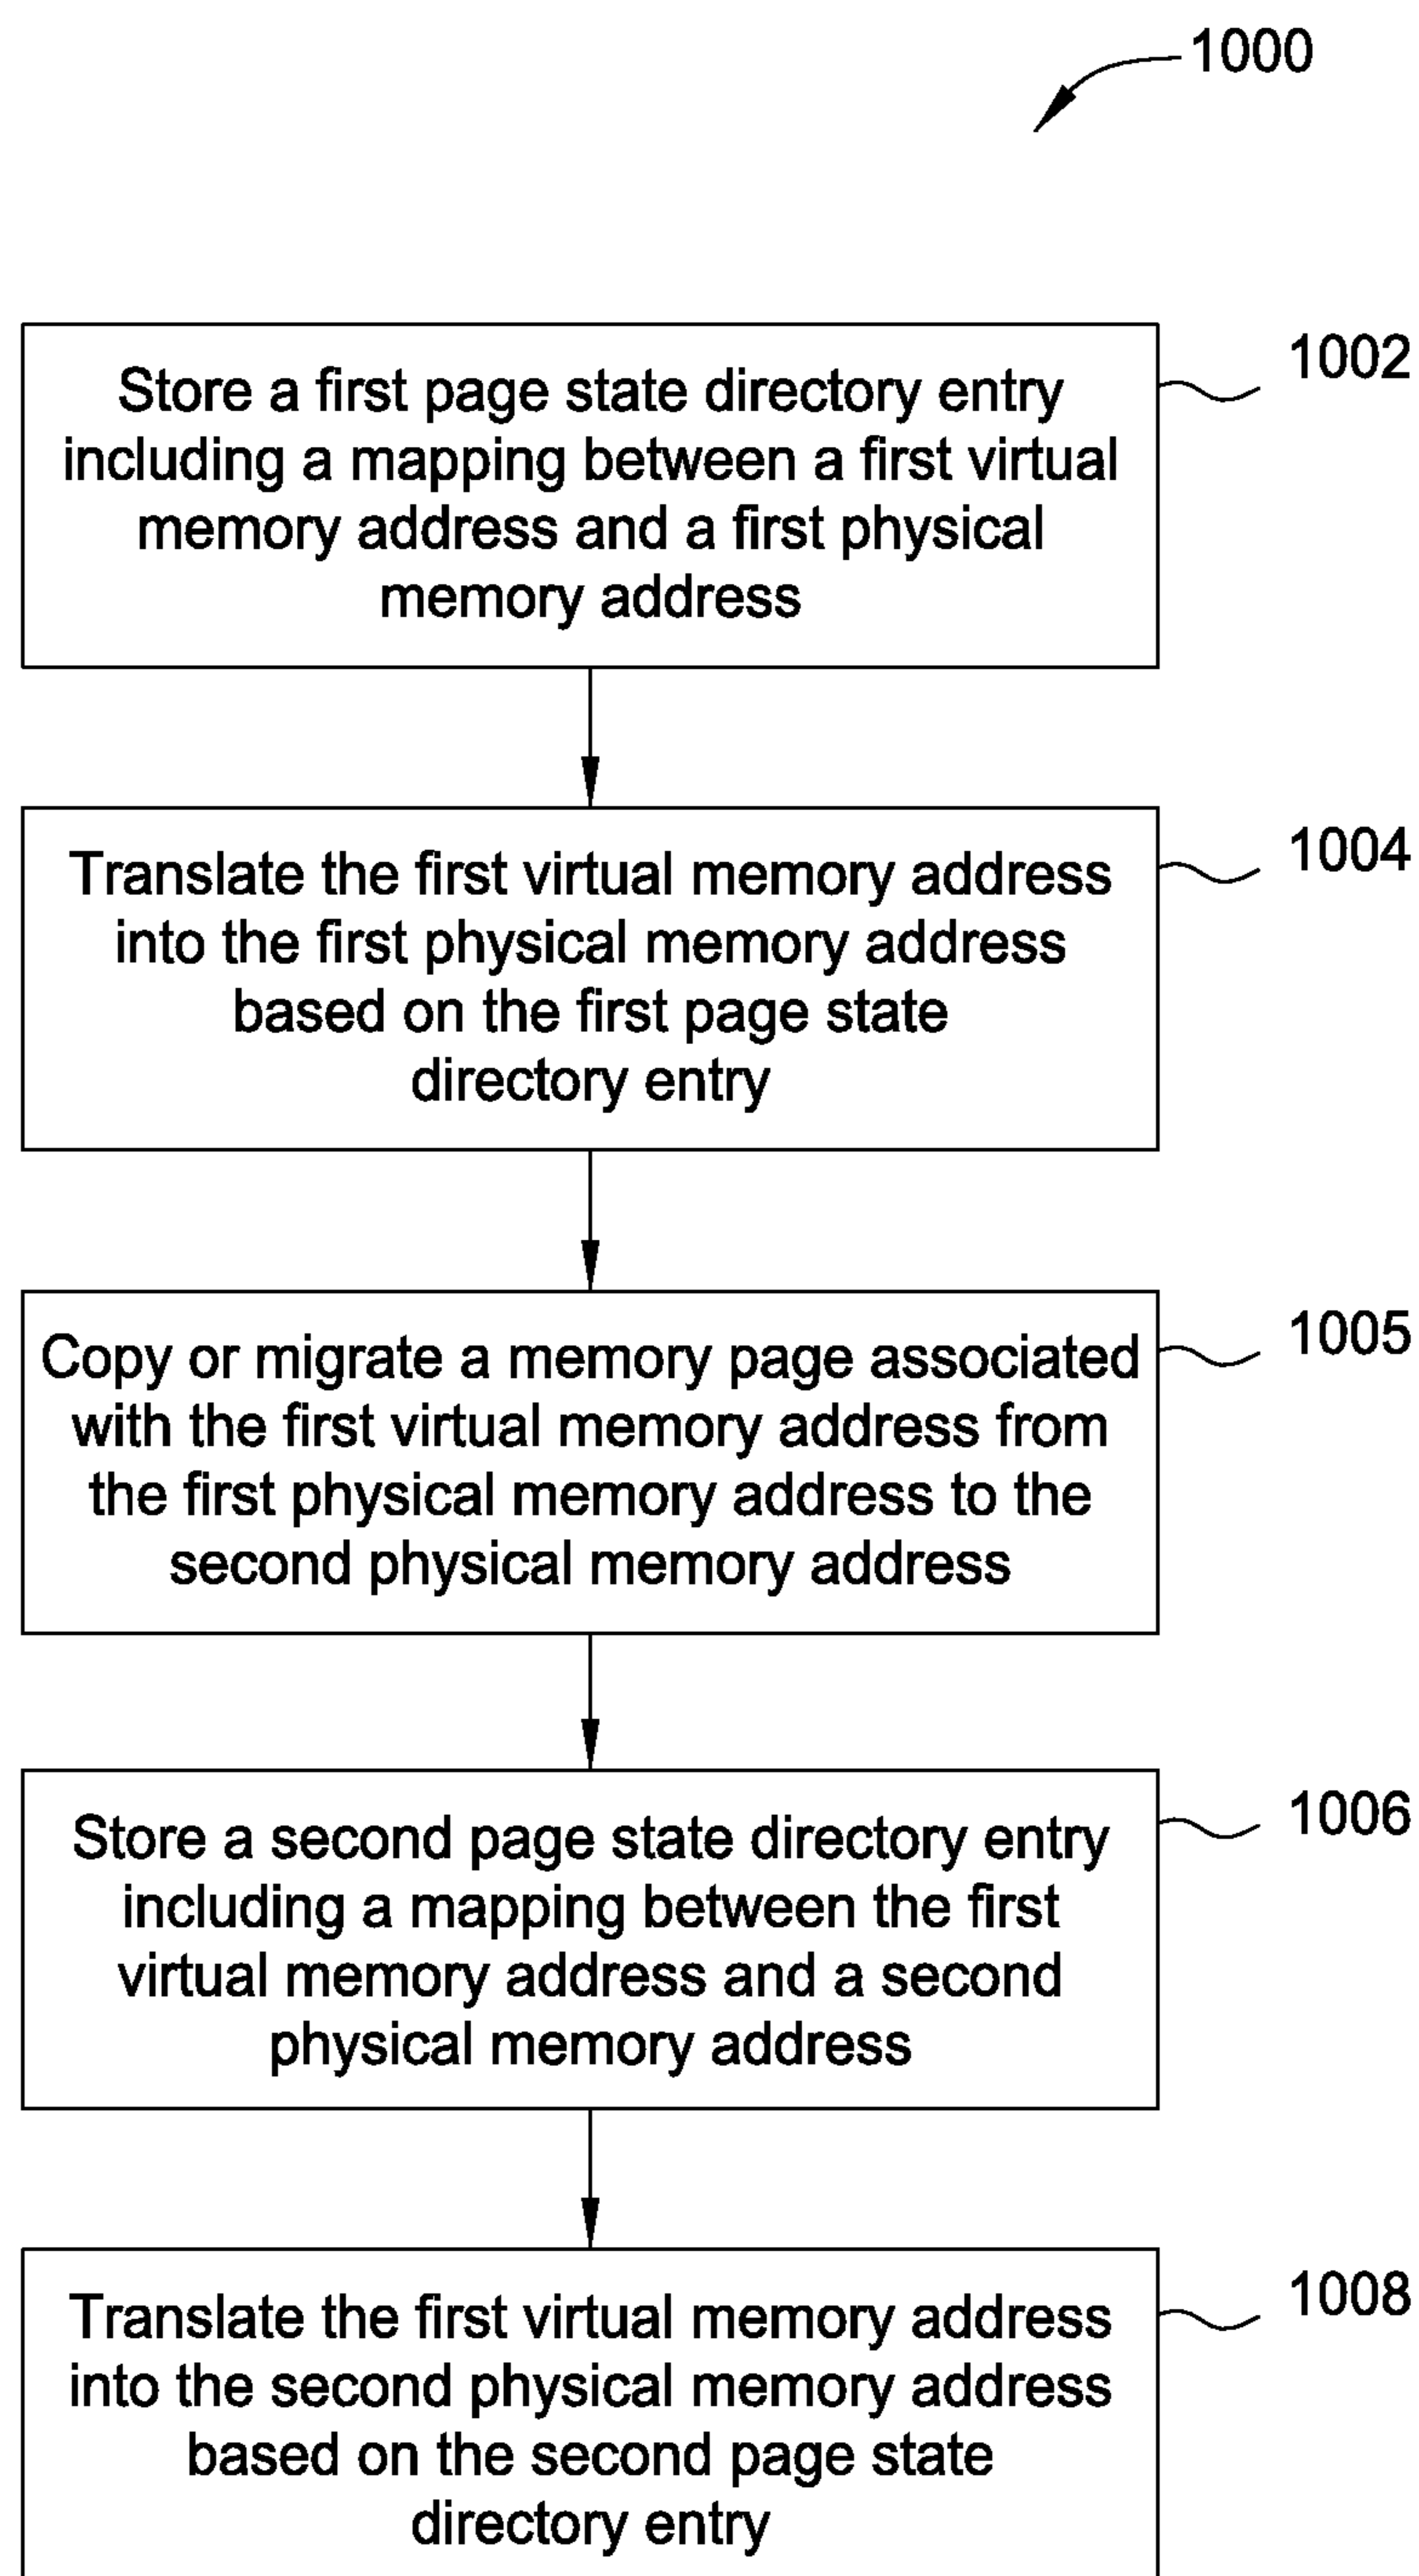 1000
Store a first page state directory entry
including a mapping between a first virtual
memory address and a first physical
memory address
1002
Translate the first virtual memory address
into the first physical memory address
based on the first page state
directory entry
1004
Copy or migrate a memory page associated
with the first virtual memory address from
the first physical memory address to the
second physical memory address
1005
Store a second page state directory entry
including a mapping between the first
virtual memory address and a second
physical memory address
1006
Translate the first virtual memory address
into the second physical memory address
based on the second page state
directory entry
1008